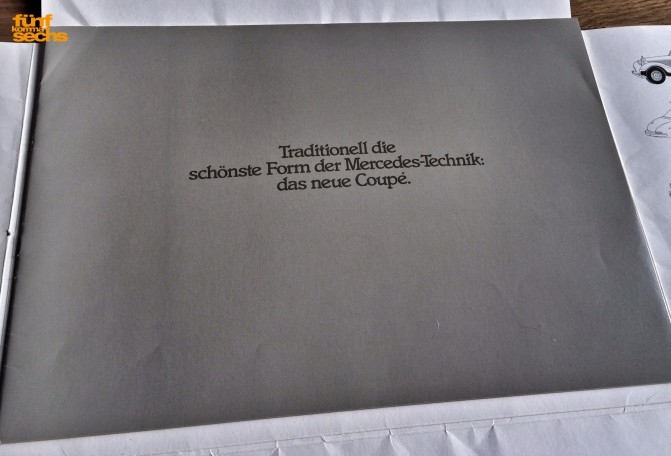 fünf
komma
sechs
Traditionell die
schönste Form der Mercedes-Technik:
das neue Coupé.